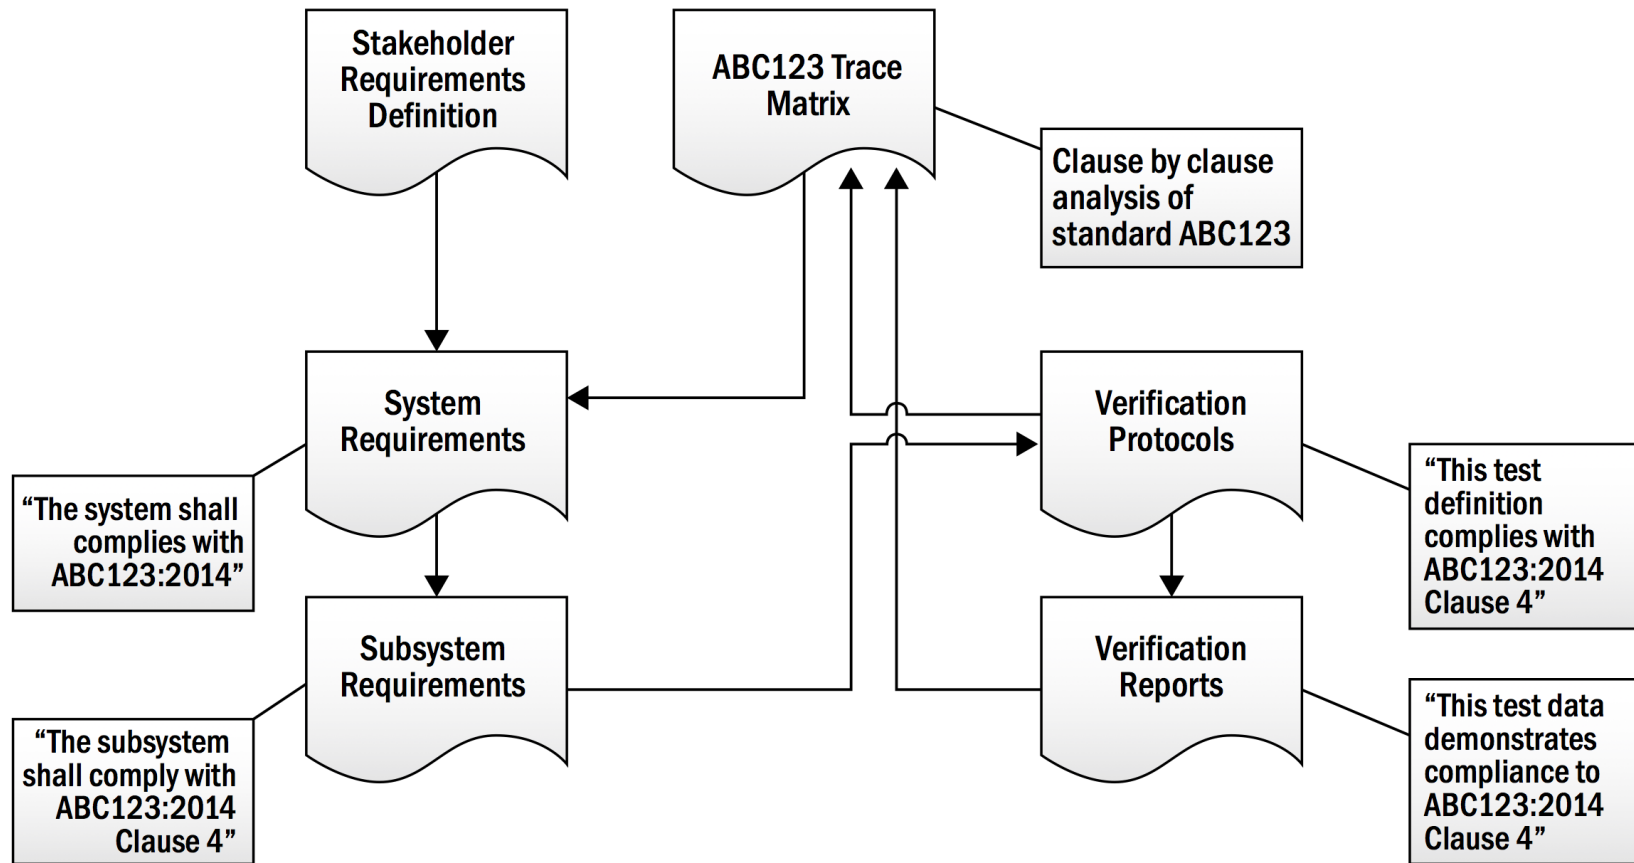 Stakeholder
Requirements
Definition
ABC123 Trace
Matrix
Clause by clause
analysis of
standard ABC123
System
Requirements
Verification
Protocols
“The system shall
complies with
ABC123:2014”
“This test
definition
complies with
ABC123:2014
Clause 4”
Subsystem
Requirements
Verification
Reports
“The subsystem
shall comply with
ABC123:2014
Clause 4”
“This test data
demonstrates
compliance to
ABC123:2014
Clause 4”